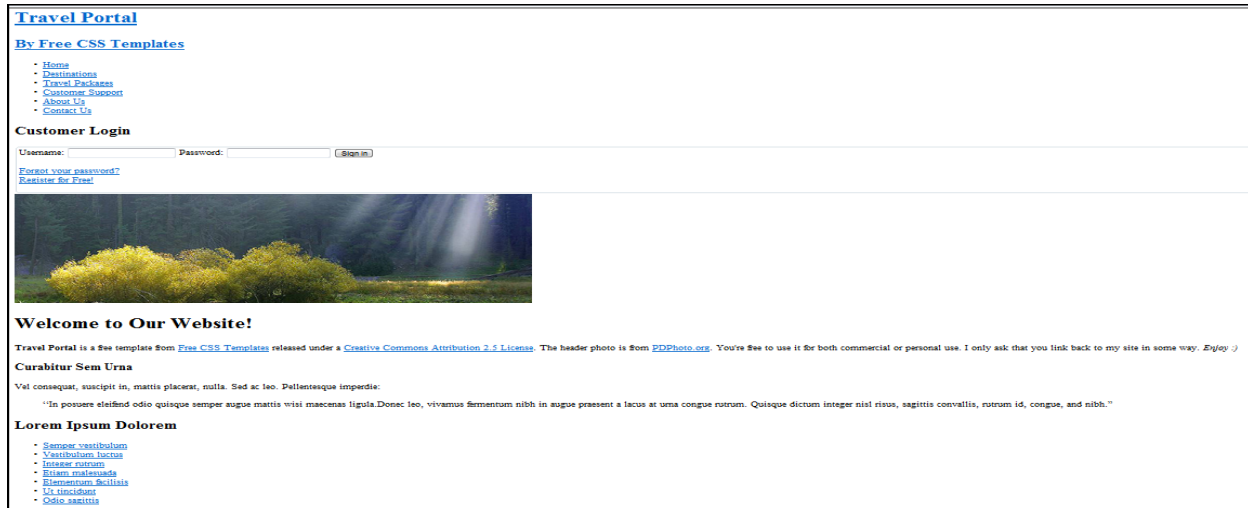 Travel Portal
By Free CSS Templates
Home
Destinations
Travel Packages
Customer Support
About Us
Contact Us
Customer Login
Username: Password: Sign in
Forgot your password?
Register for Free!
Welcome to Our Website!
Travel Portal is a free template from Free CSS Templates released under a Creative Commons Attribution 2.5 License. The header photo is from PDPhoto.org. You're free to use it for both commercial or personal use. I only ask that you link back to my site in some way. Enjoy :)
Curabitur Sem Urna
Vel consequat, suscipit in, mattis placerat, nulla. Sed ac leo. Pellentesque imperdie:
“In posuere eleifend odio quisque semper augue mattis wisi maecenas ligula.Donec leo, vivamus fermentum nibh in augue praesent a lacus at urna congue rutrum. Quisque dictum integer nisl risus, sagittis convallis, rutrum id, congue, and nibh.”
Lorem Ipsum Dolorem
Semper vestibulum
Vestibulum luctus
Integer rutrum
Etiam malesuada
Elementum facilisis
Ut tincidunt
Odio sagittis